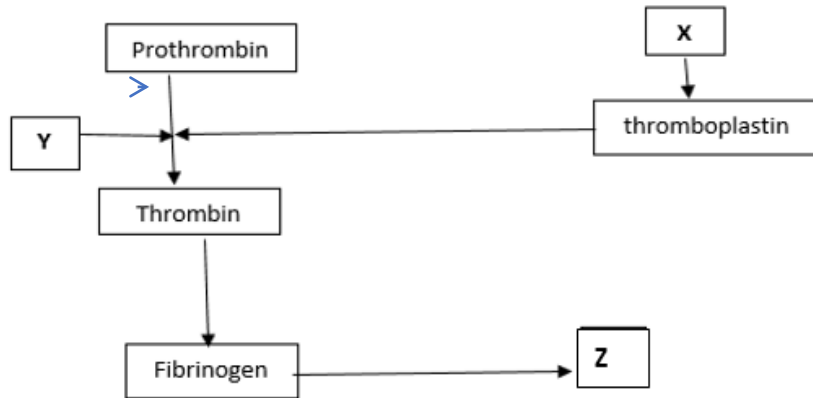 Prothrombin
X
thromboplastin
Y
Thrombin
Fibrinogen
Z